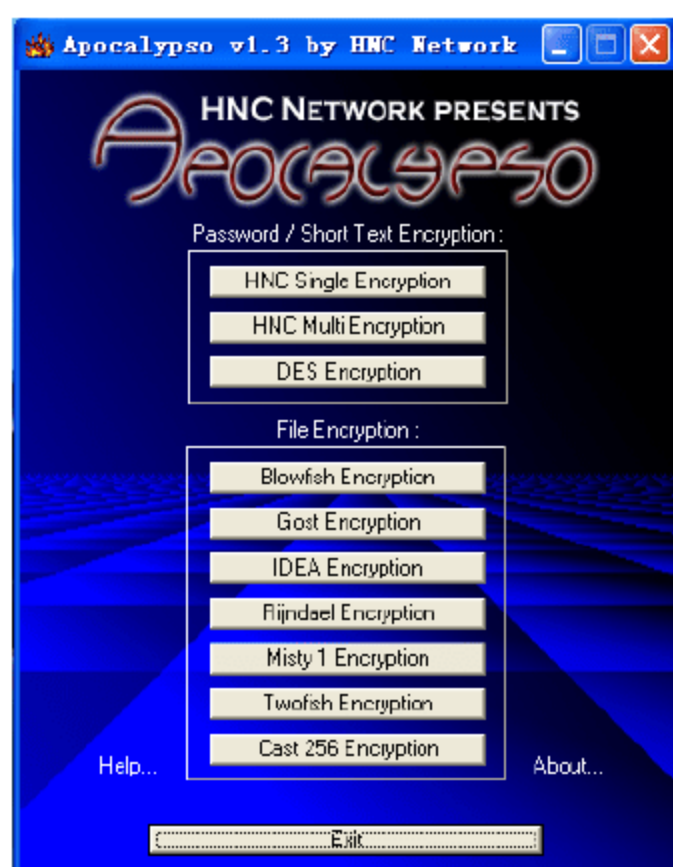 Apocalypso v1.3 by HNC Network
HNC NETWORK PRESENTS
APOCALYPSO
Password / Short Text Encryption :
HNC Single Encryption
HNC Multi Encryption
DES Encryption
File Encryption :
Blowfish Encryption
Gost Encryption
IDEA Encryption
Rijndael Encryption
Misty 1 Encryption
Twofish Encryption
Cast 256 Encryption
Help...
About...
Exit